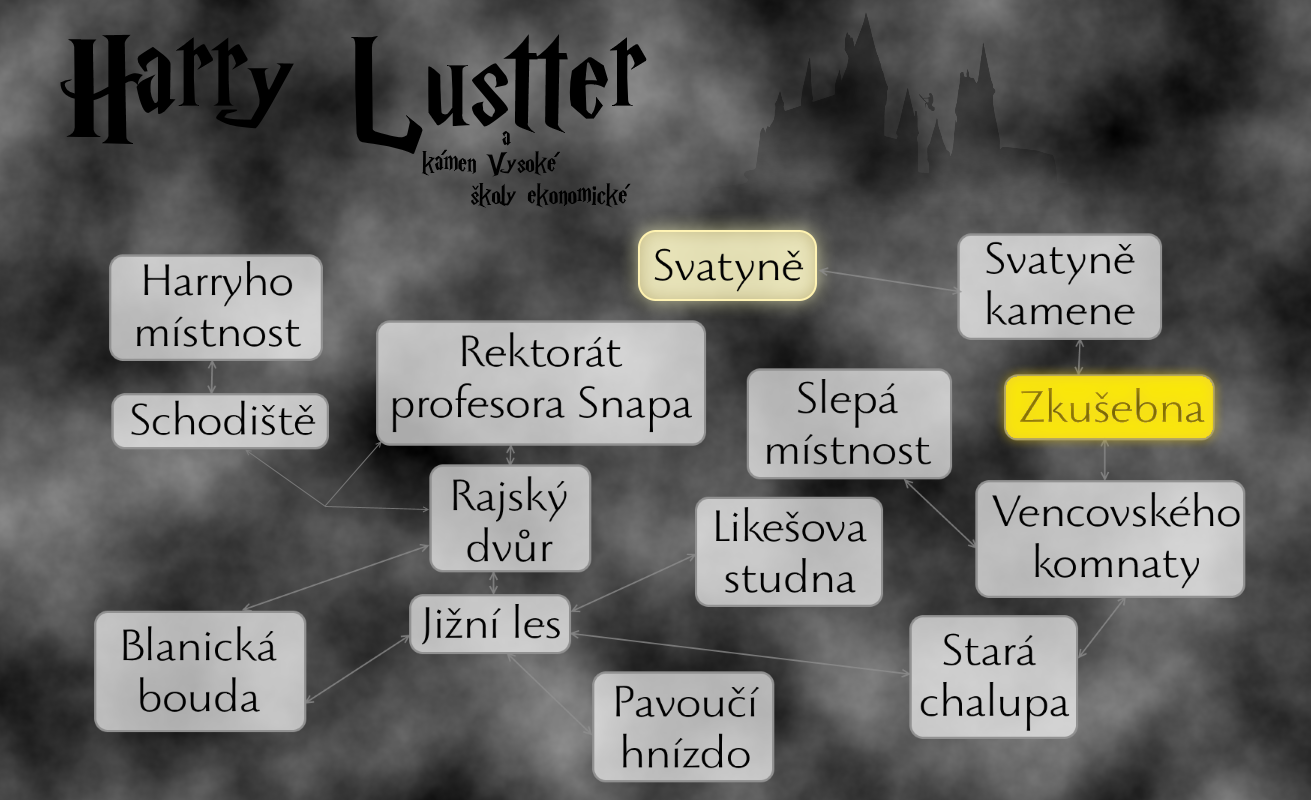 Harry Lustter
a
kámen Vysoké
školy ekonomické
Svatyně
Svatyně
kamene
Harryho
místnost
Rektorát
profesora Snapa
Slepá
místnost
Zkušebna
Schodiště
Rajský
dvůr
Likešova
studna
Vencovského
komnaty
Jižní les
Blanická
bouda
Stará
chalupa
Pavoučí
hnízdo